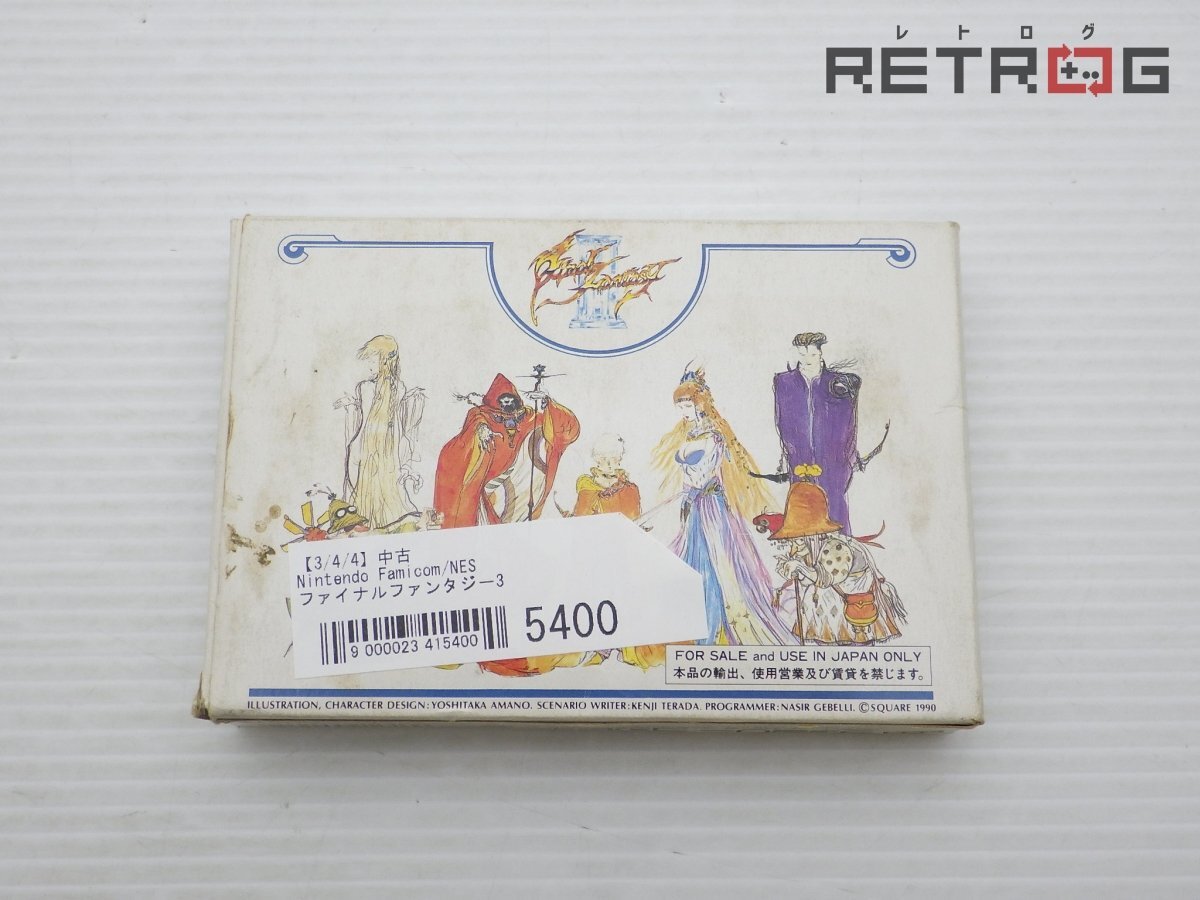 レトログ
RETROG
FINAL FANTASY
III
【3/4/4】中古
Nintendo Famicom/NES
ファイナルファンタジー3
9 000023 415400
5400
FOR SALE and USE IN JAPAN ONLY
本品の輸出、使用営業及び賃貸を禁じます。
ILLUSTRATION, CHARACTER DESIGN:YOSHITAKA AMANO. SCENARIO WRITER:KENJI TERADA. PROGRAMMER:NASIR GEBELLI. ©SQUARE 1990